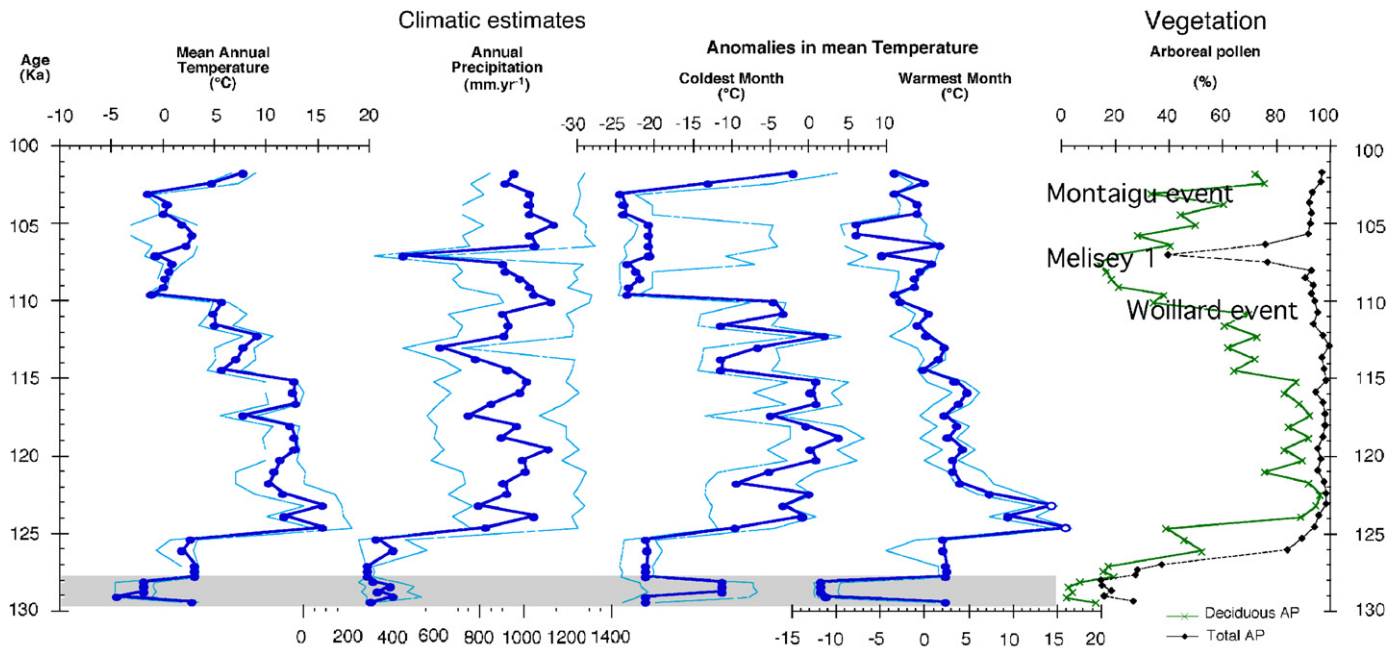 Climatic estimates
Vegetation
Mean Annual
Temperature
(°C)
Annual
Precipitation
(mm.yr⁻¹)
Anomalies in mean Temperature
Coldest Month
(°C)
Warmest Month
(°C)
Arboreal pollen
(%)
Age
(Ka)
-10 -5 0 5 10 15 20
-30 -25 -20 -15 -10 -5 0 5 10
0 20 40 60 80 100
100 100
Montaigu event
105 105
Melisey 1
110 110
Woillard event
115 115
120 120
125 125
130 130
0 200 400 600 800 1000 1200 1400
-15 -10 -5 0 5 10 15 20
Deciduous AP
Total AP